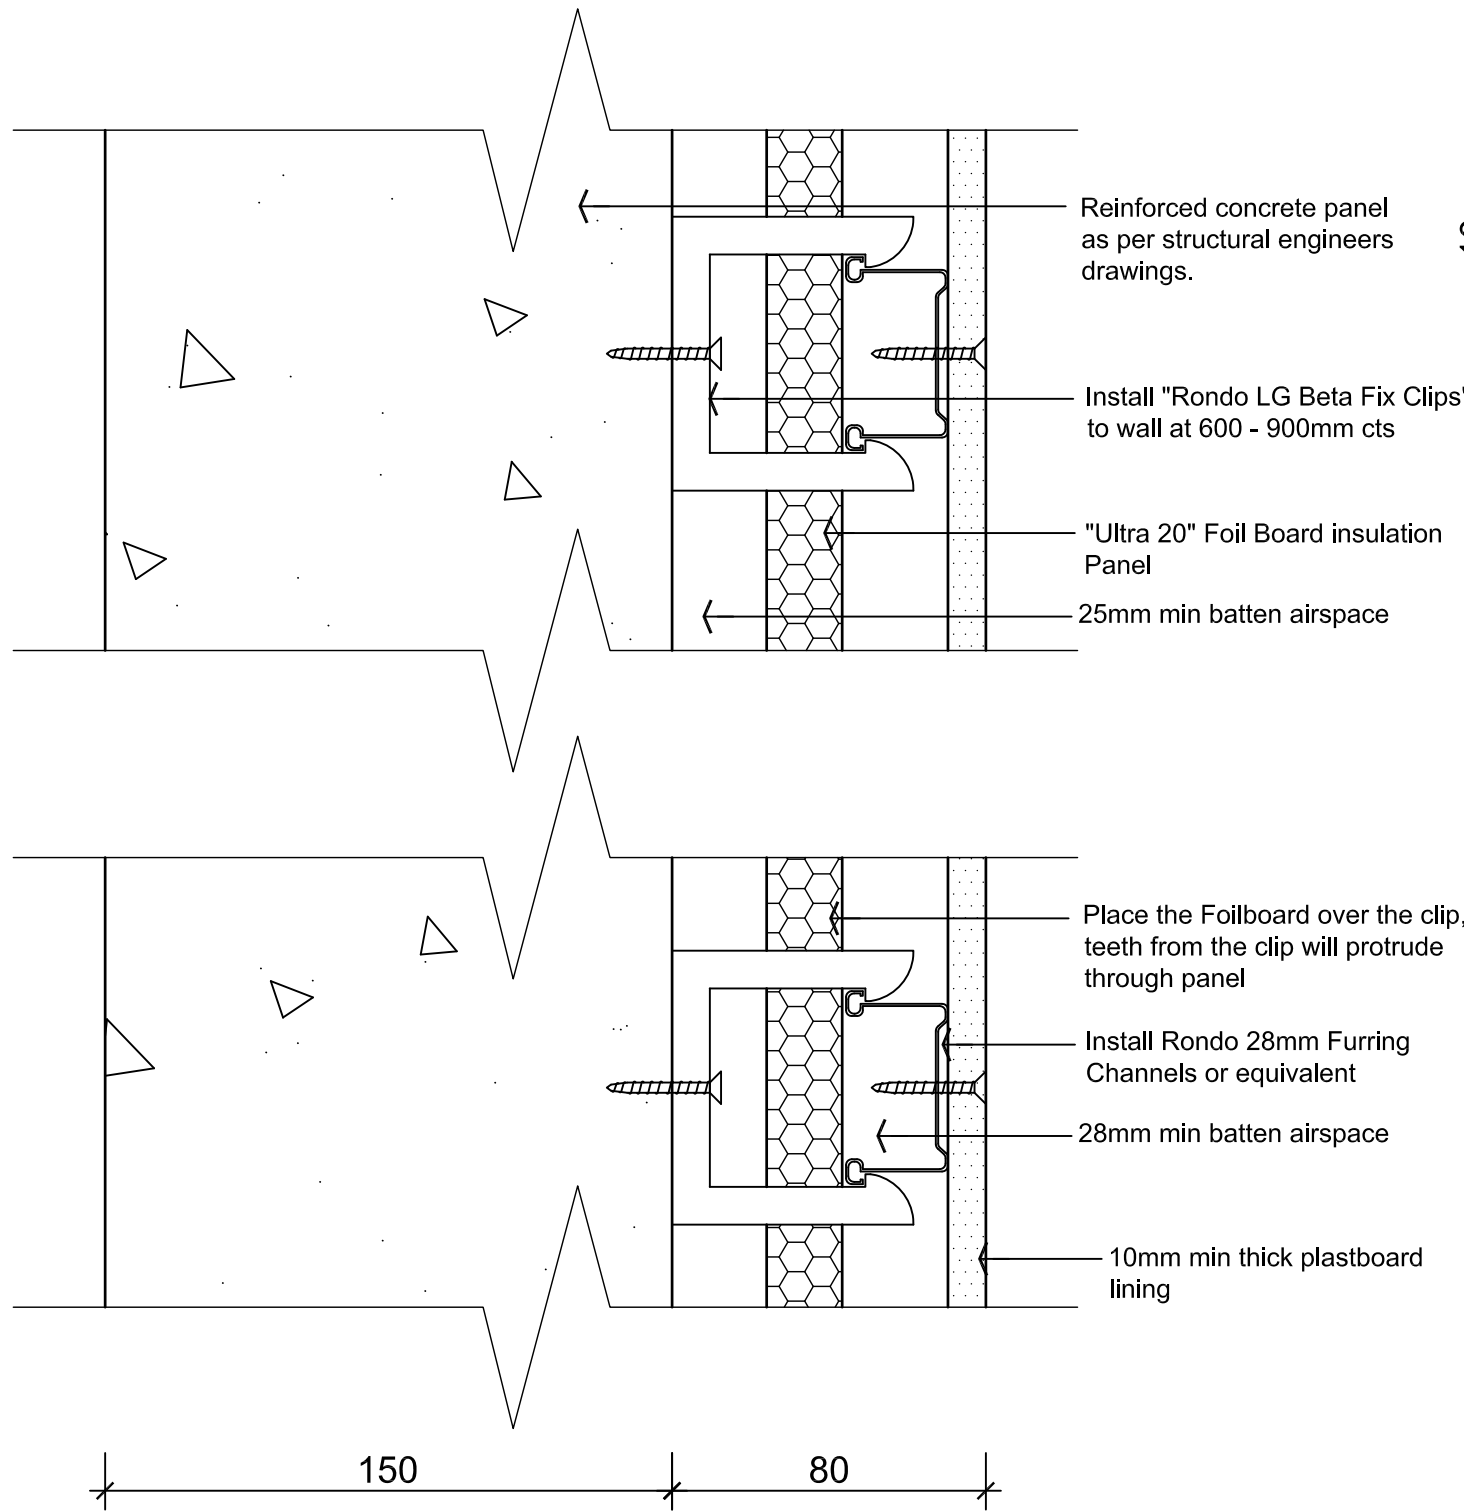 Reinforced concrete panel
as per structural engineers
drawings.
Install "Rondo LG Beta Fix Clips"
to wall at 600 - 900mm cts
"Ultra 20" Foil Board insulation
Panel
25mm min batten airspace
Place the Foilboard over the clip,
teeth from the clip will protrude
through panel
Install Rondo 28mm Furring
Channels or equivalent
28mm min batten airspace
10mm min thick plastboard
lining
150
80